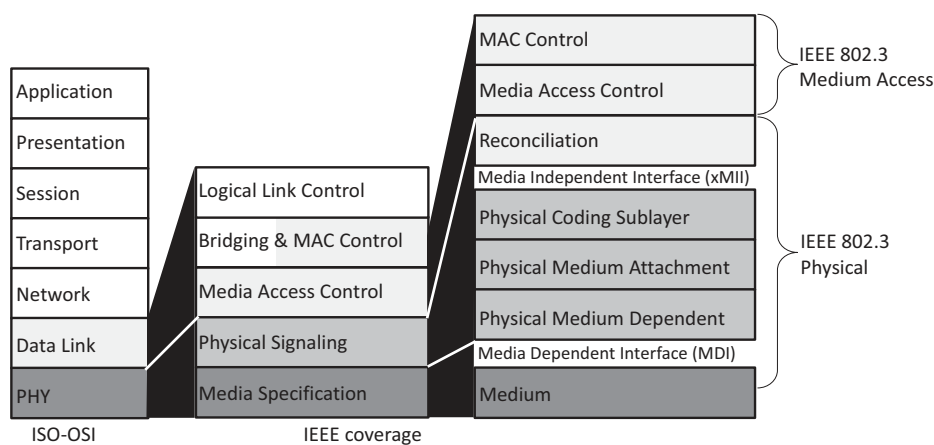 Application
Presentation
Session
Transport
Network
Data Link
PHY
ISO-OSI
Logical Link Control
Bridging & MAC Control
Media Access Control
Physical Signaling
Media Specification
IEEE coverage
MAC Control
Media Access Control
Reconciliation
Media Independent Interface (xMII)
Physical Coding Sublayer
Physical Medium Attachment
Physical Medium Dependent
Media Dependent Interface (MDI)
Medium
IEEE 802.3
Medium Access
IEEE 802.3
Physical